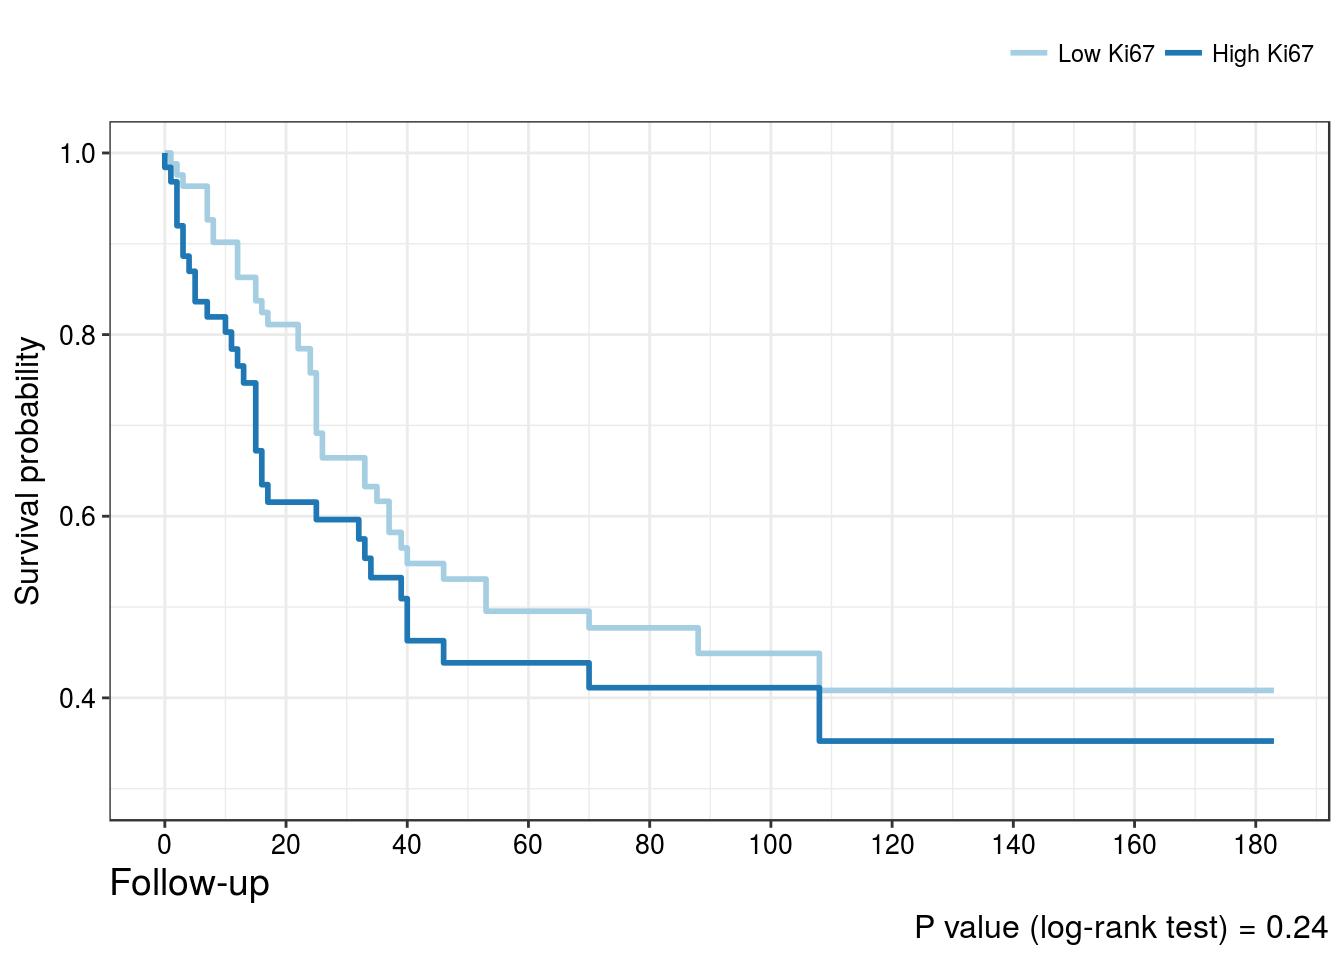 Low Ki67 High Ki67
1.0
0.8
0.6
0.4
Survival probability
0 20 40 60 80 100 120 140 160 180
Follow-up
P value (log-rank test) = 0.24